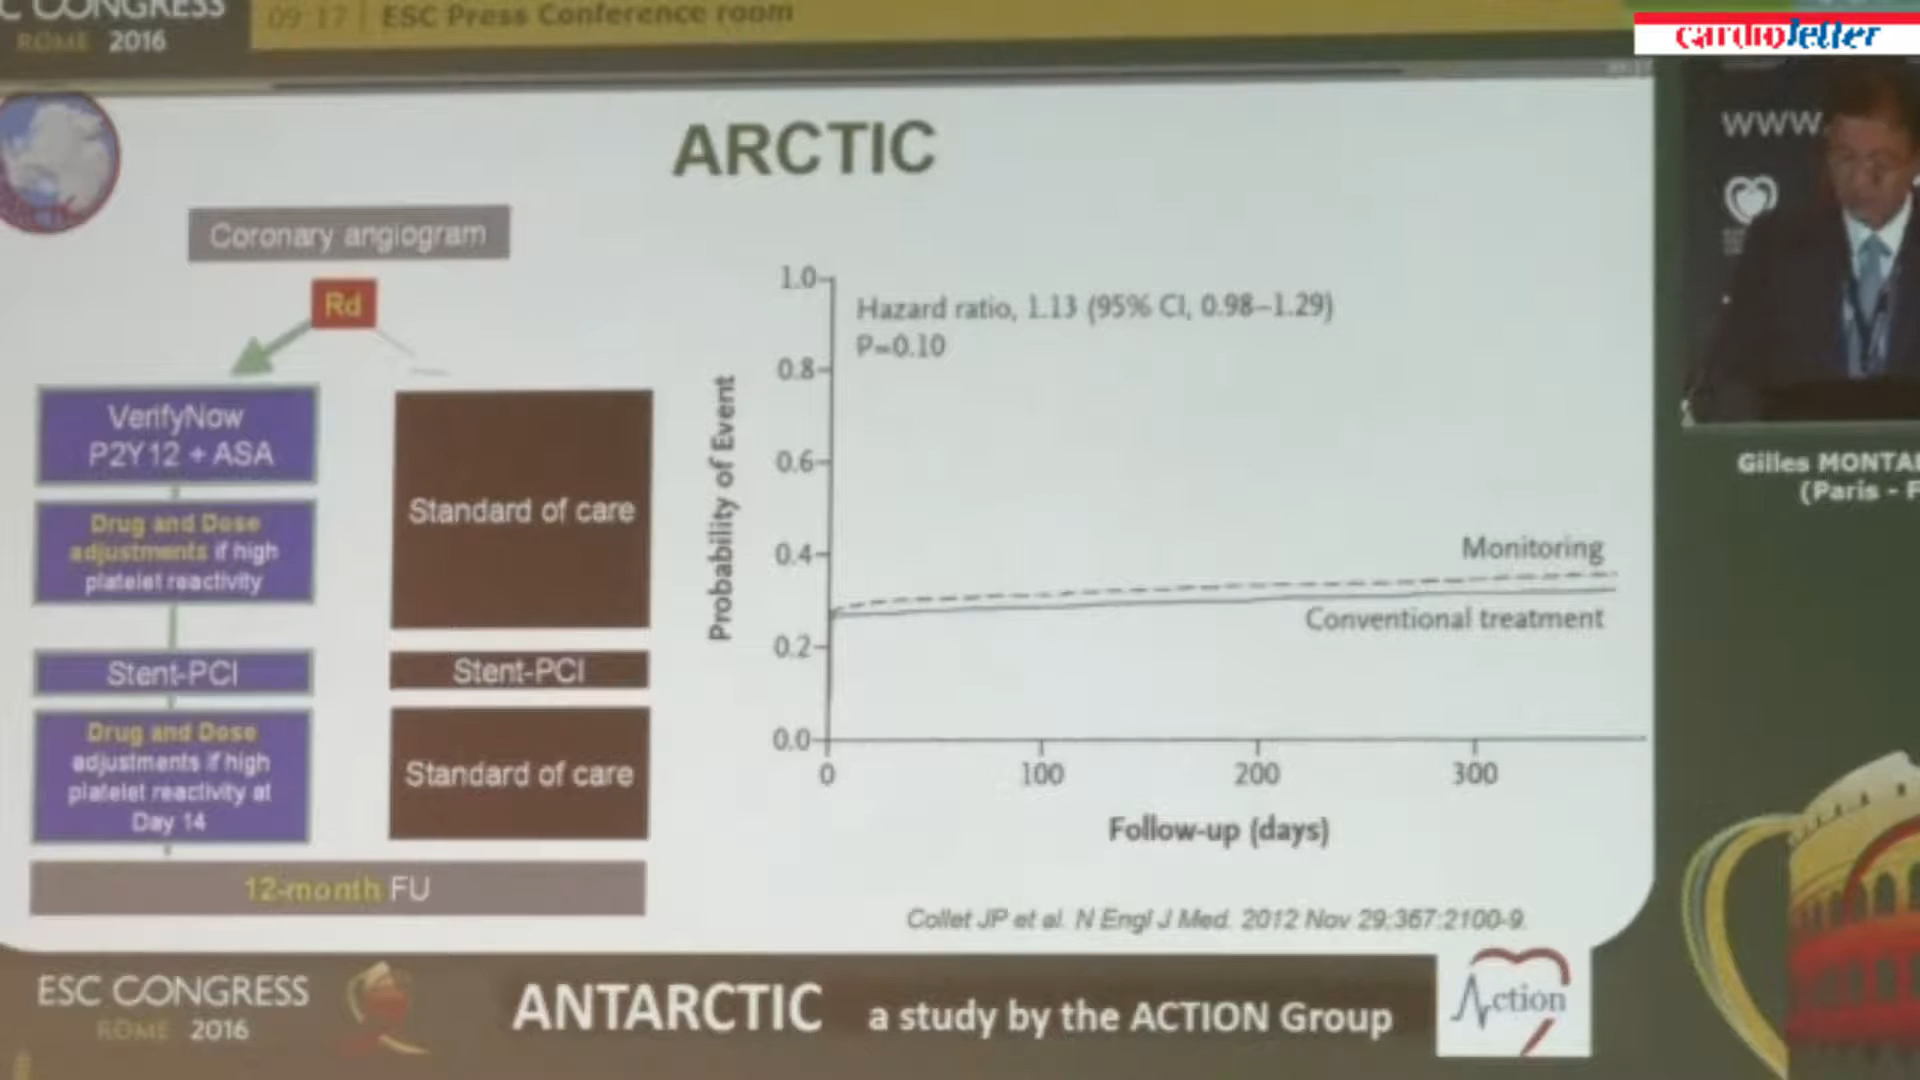 C CONGRESS
ROME 2016
09:17 | ESC Press Conference room
cardioletter
ARCTIC
Coronary angiogram
Rd
VerifyNow
P2Y12 + ASA
Drug and Dose
adjustments if high
platelet reactivity
Stent-PCI
Drug and Dose
adjustments if high
platelet reactivity at
Day 14
Standard of care
Stent-PCI
Standard of care
12-month FU
1.0
0.8
0.6
0.4
0.2
0.0
Probability of Event
Hazard ratio, 1.13 (95% CI, 0.98–1.29)
P=0.10
Monitoring
Conventional treatment
0 100 200 300
Follow-up (days)
Collet JP et al. N Engl J Med. 2012 Nov 29;367:2100-9.
www.
Gilles MONTAL
(Paris - F
ESC CONGRESS
ROME 2016
ANTARCTIC a study by the ACTION Group
Action